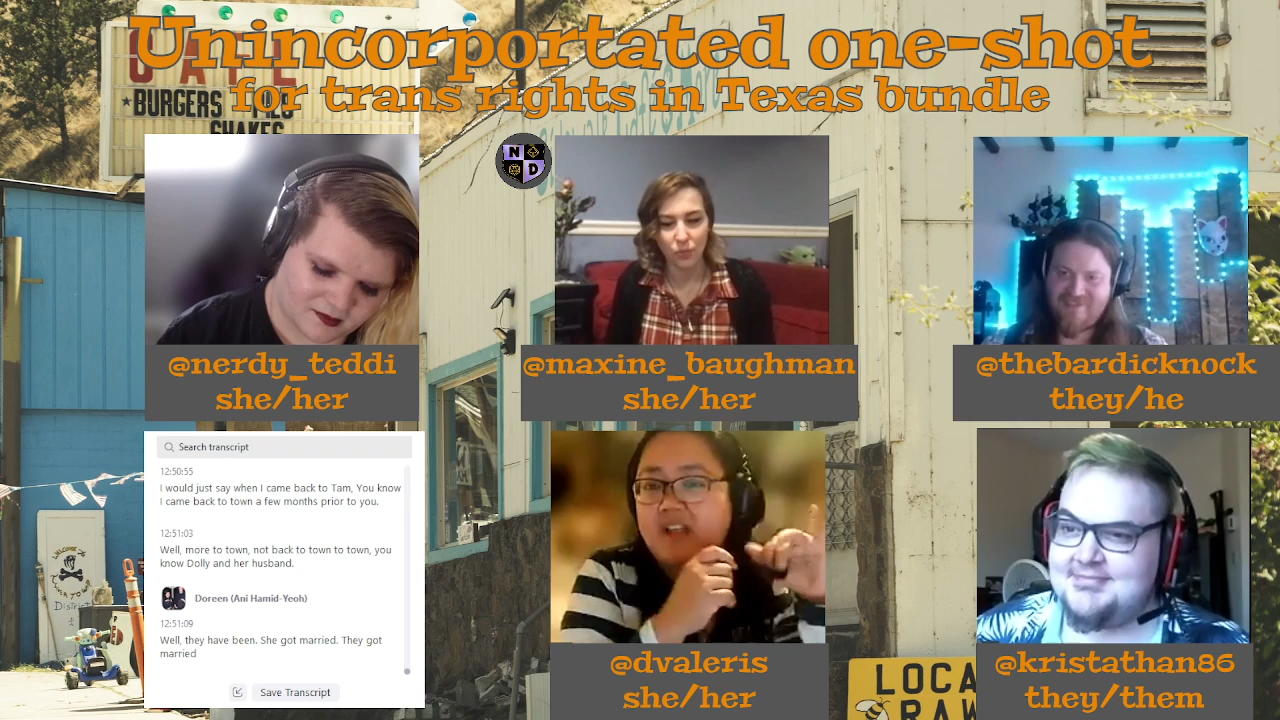 Unincorportated one-shot
for trans rights in Texas bundle
CAFE
★BURGERS PIES
SHAKES
N
D
@nerdy_teddi
she/her
@maxine_baughman
she/her
@thebardicknock
they/he
Search transcript
12:50:55
I would just say when I came back to Tam, You know
I came back to town a few months prior to you.
12:51:03
Well, more to town, not back to town to town, you
know Dolly and her husband.
Doreen (Ani Hamid-Yeoh)
12:51:09
Well, they have been. She got married. They got
married
Save Transcript
@dvaleris
she/her
@kristathan86
they/them
WELCOME
District
LOCA
RAW